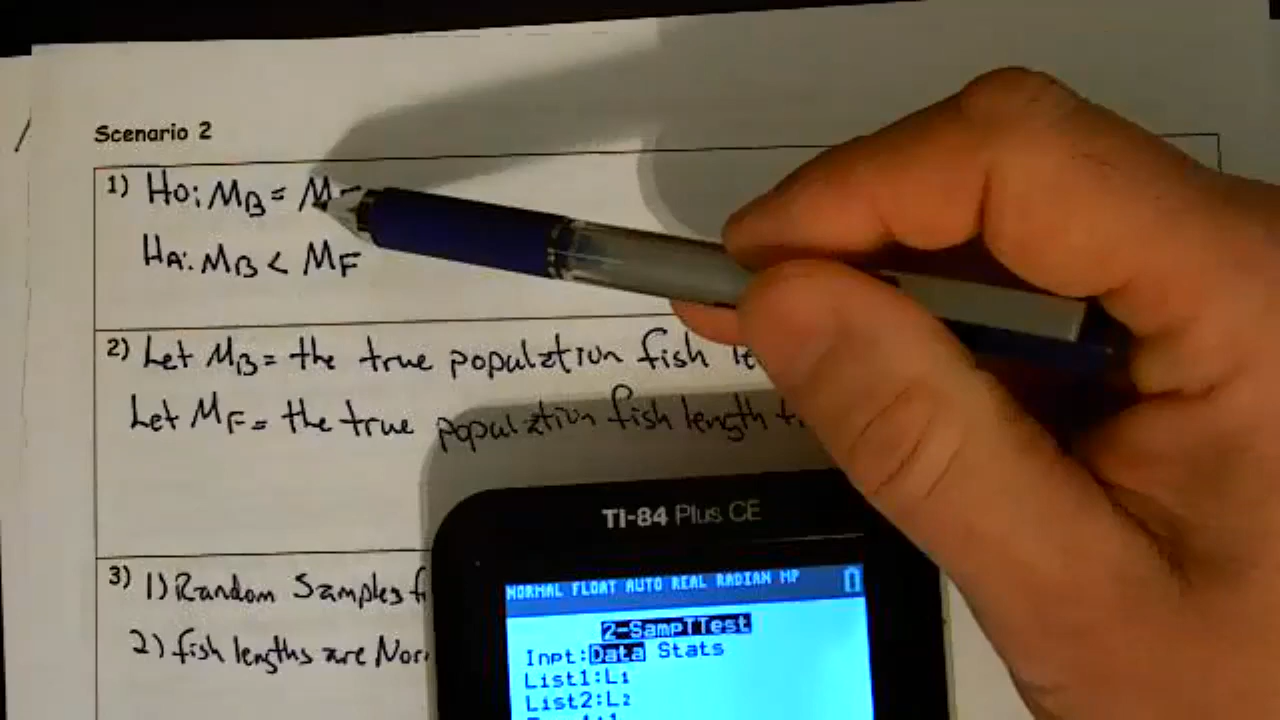 Scenario 2
1) Ho: MB = M
HA: MB < MF
2) Let MB = the true population fish
Let MF = the true population fish length
3) 1) Random Samples
2) fish lengths are
TI-84 Plus CE
NORMAL FLOAT AUTO REAL RADIAN MP
2-SampTTest
Inpt:Data Stats
List1:L1
List2:L2